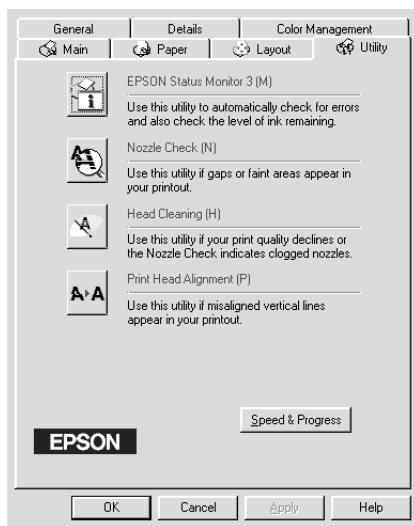 General Details Color Management
Main Paper Layout Utility
EPSON Status Monitor 3 (M)
Use this utility to automatically check for errors
and also check the level of ink remaining.
Nozzle Check (N)
Use this utility if gaps or faint areas appear in
your printout.
Head Cleaning (H)
Use this utility if your print quality declines or
the Nozzle Check indicates clogged nozzles.
Print Head Alignment (P)
Use this utility if misaligned vertical lines
appear in your printout.
Speed & Progress
EPSON
OK Cancel Apply Help